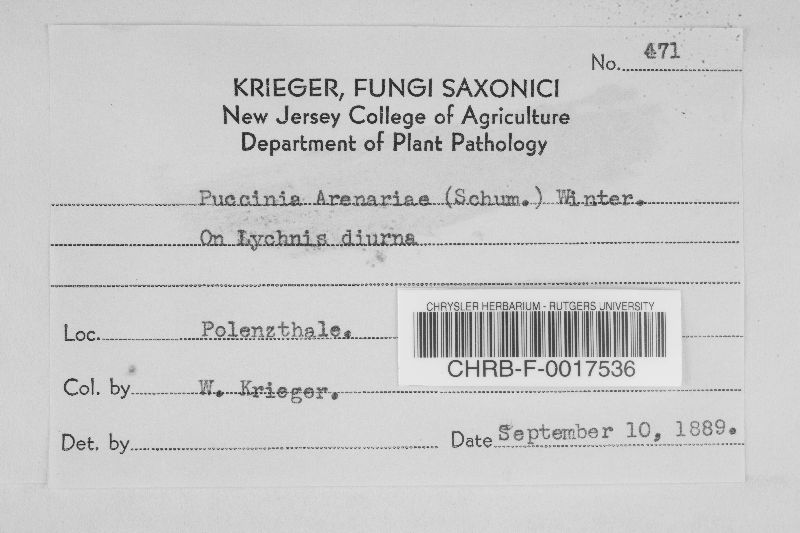 No. 471
KRIEGER, FUNGI SAXONICI
New Jersey College of Agriculture
Department of Plant Pathology
Puccinia Arenariae (Schum.) Winter.
On Lychnis diurna
Loc. Polenzthale.
CHRYSLER HERBARIUM - RUTGERS UNIVERSITY
CHRB-F-0017536
Col. by W. Krieger.
Det. by
Date September 10, 1889.